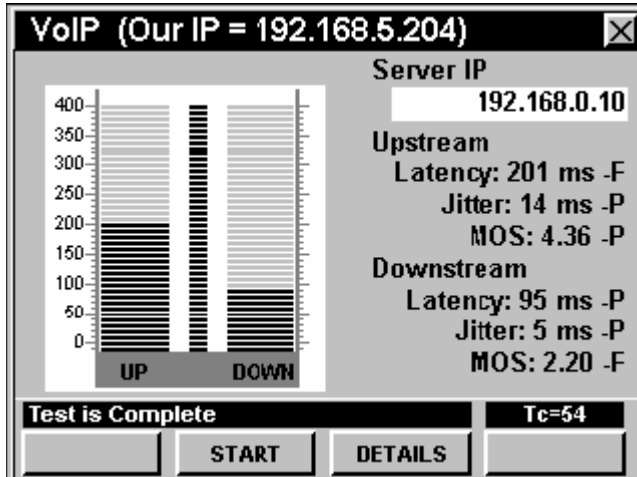 VoIP (Our IP = 192.168.5.204)
Server IP
192.168.0.10
400
350
300
250
200
150
100
50
0
UP
DOWN
Upstream
Latency: 201 ms -F
Jitter: 14 ms -P
MOS: 4.36 -P
Downstream
Latency: 95 ms -P
Jitter: 5 ms -P
MOS: 2.20 -F
Test is Complete
Tc=54
START
DETAILS